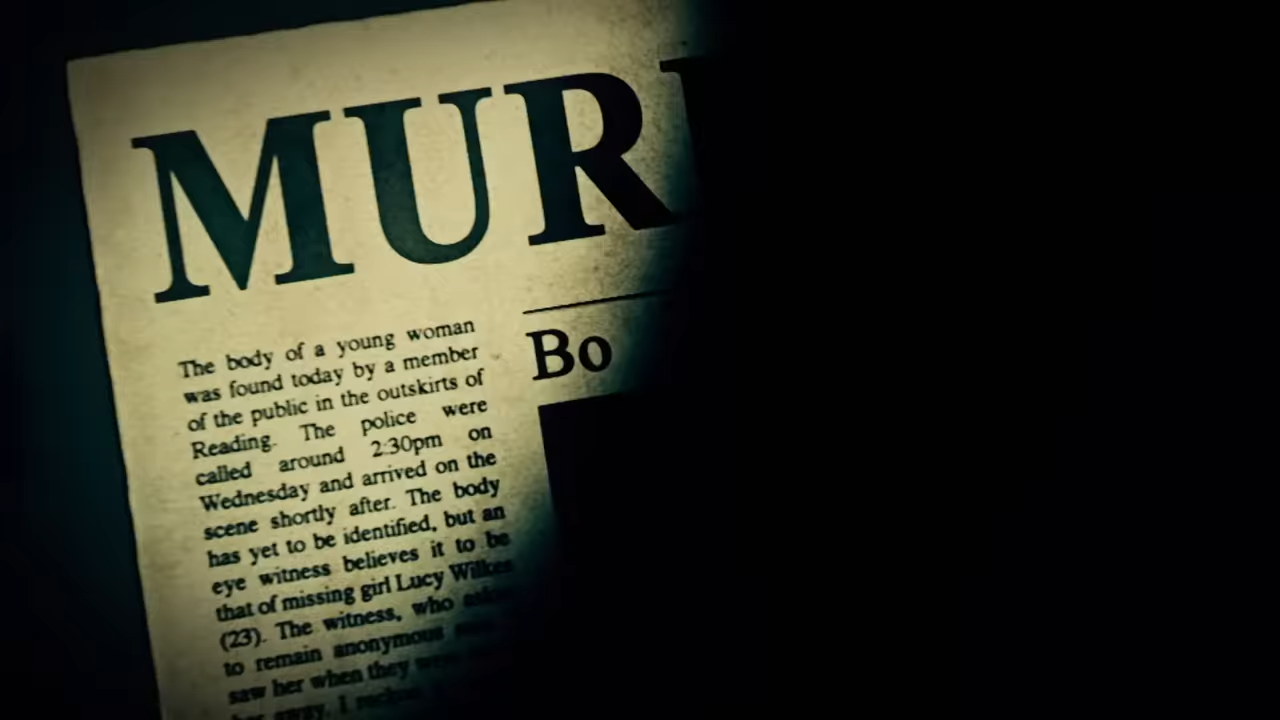 MUR
Bo
The body of a young woman
was found today by a member
of the public in the outskirts of
Reading. The police were
called around 2:30pm on
Wednesday and arrived on the
scene shortly after. The body
has yet to be identified, but an
eye witness believes it to be
that of missing girl Lucy Wilkes
(23). The witness, who
to remain anonymous
saw her when they
her away. I